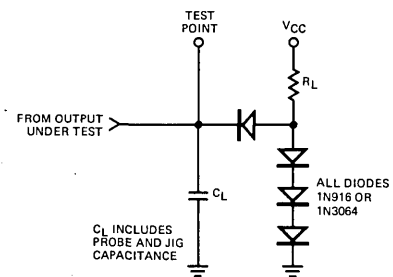 TEST
POINT
VCC
RL
FROM OUTPUT
UNDER TEST
CL
ALL DIODES
1N916 OR
1N3064
CL INCLUDES
PROBE AND JIG
CAPACITANCE